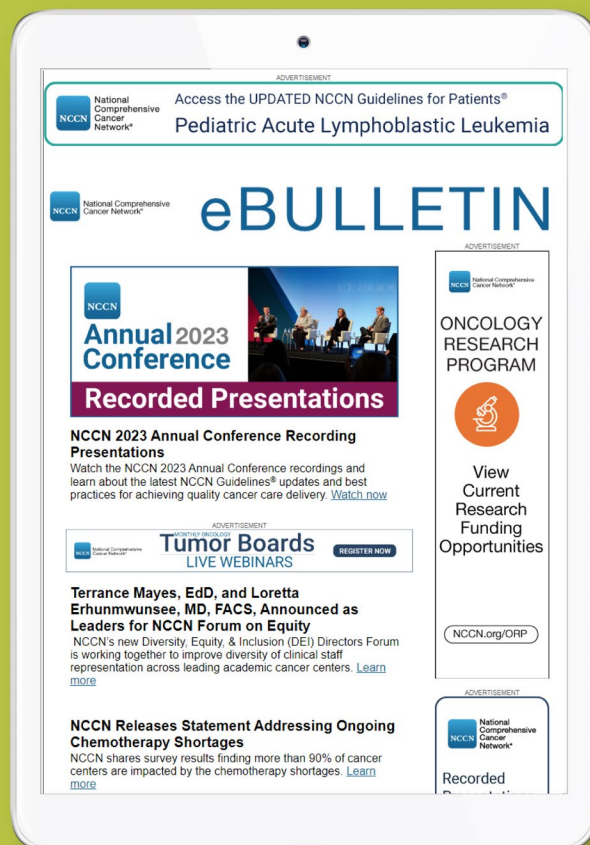 ADVERTISEMENT
NCCN
National
Comprehensive
Cancer
Network®
Access the UPDATED NCCN Guidelines for Patients®
Pediatric Acute Lymphoblastic Leukemia
NCCN
National Comprehensive
Cancer Network®
eBULLETIN
NCCN
Annual 2023
Conference
Recorded Presentations
NCCN 2023 Annual Conference Recording
Presentations
Watch the NCCN 2023 Annual Conference recordings and
learn about the latest NCCN Guidelines® updates and best
practices for achieving quality cancer care delivery. Watch now
ADVERTISEMENT
NCCN
National Comprehensive
Cancer Network®
MONTHLY ONCOLOGY
Tumor Boards
LIVE WEBINARS
REGISTER NOW
Terrance Mayes, EdD, and Loretta
Erhunmwunsee, MD, FACS, Announced as
Leaders for NCCN Forum on Equity
NCCN's new Diversity, Equity, & Inclusion (DEI) Directors Forum
is working together to improve diversity of clinical staff
representation across leading academic cancer centers. Learn
more
NCCN Releases Statement Addressing Ongoing
Chemotherapy Shortages
NCCN shares survey results finding more than 90% of cancer
centers are impacted by the chemotherapy shortages. Learn
more
ADVERTISEMENT
NCCN
National Comprehensive
Cancer Network®
ONCOLOGY
RESEARCH
PROGRAM
View
Current
Research
Funding
Opportunities
NCCN.org/ORP
ADVERTISEMENT
NCCN
National
Comprehensive
Cancer
Network®
Recorded